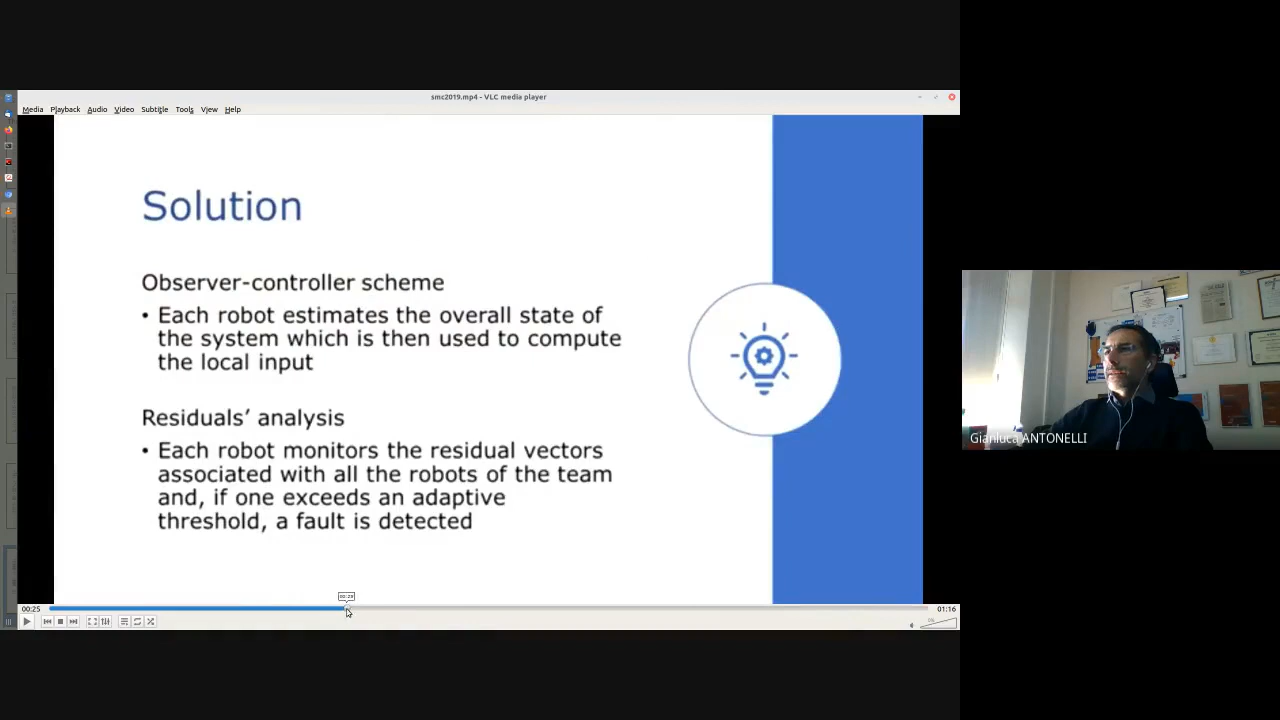 smc2019.mp4 - VLC media player
Media Playback Audio Video Subtitle Tools View Help
Solution
Observer-controller scheme
• Each robot estimates the overall state of
the system which is then used to compute
the local input
Residuals’ analysis
• Each robot monitors the residual vectors
associated with all the robots of the team
and, if one exceeds an adaptive
threshold, a fault is detected
Gianluca ANTONELLI
00:25
01:16